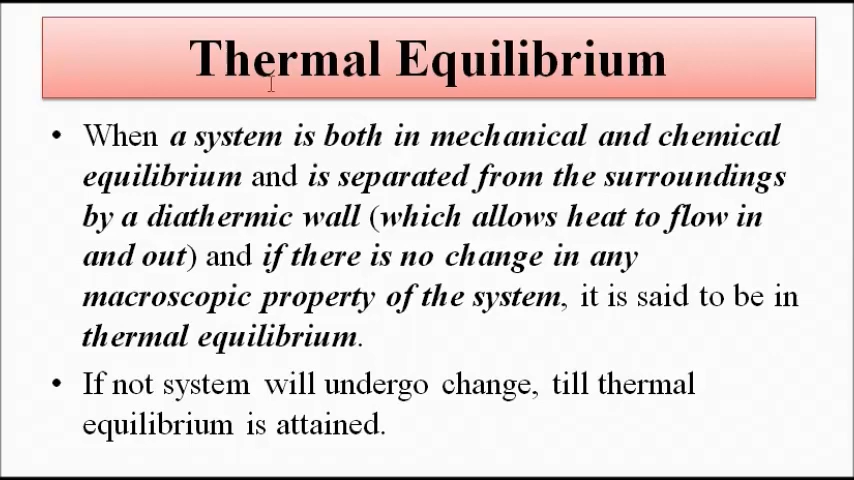 Thermal Equilibrium
• When a system is both in mechanical and chemical
equilibrium and is separated from the surroundings
by a diathermic wall (which allows heat to flow in
and out) and if there is no change in any
macroscopic property of the system, it is said to be in
thermal equilibrium.
• If not system will undergo change, till thermal
equilibrium is attained.